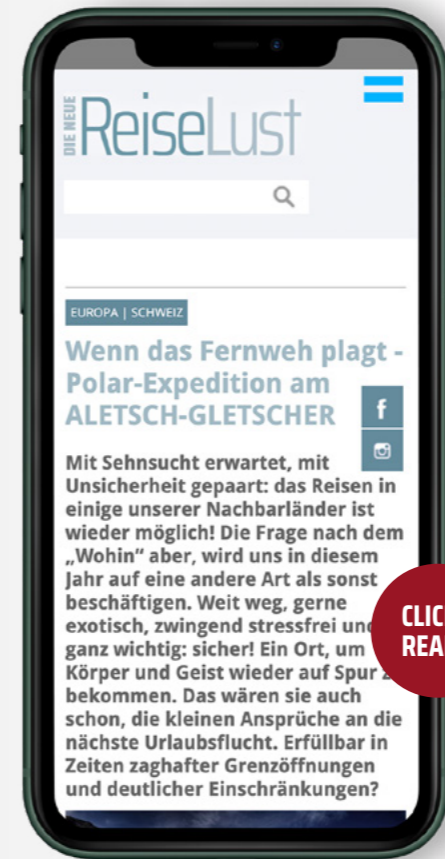 DIE NEUE
ReiseLust
EUROPA | SCHWEIZ
Wenn das Fernweh plagt -
Polar-Expedition am
ALETSCH-GLETSCHER
f
Mit Sehnsucht erwartet, mit
Unsicherheit gepaart: das Reisen in
einige unserer Nachbarländer ist
wieder möglich! Die Frage nach dem
„Wohin“ aber, wird uns in diesem
Jahr auf eine andere Art als sonst
beschäftigen. Weit weg, gerne
exotisch, zwingend stressfrei und
ganz wichtig: sicher! Ein Ort, um
Körper und Geist wieder auf Spur
bekommen. Das wären sie auch
schon, die kleinen Ansprüche an die
nächste Urlaubsflucht. Erfüllbar in
Zeiten zaghafter Grenzöffnungen
und deutlicher Einschränkungen?
CLIC
REA